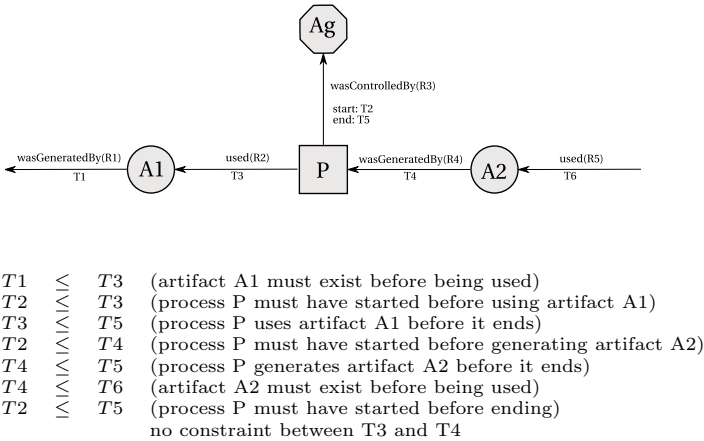 Ag
wasControlledBy(R3)
start: T2
end: T5
wasGeneratedBy(R1)
T1
A1
used(R2)
T3
P
wasGeneratedBy(R4)
T4
A2
used(R5)
T6
T1 ≤ T3 (artifact A1 must exist before being used)
T2 ≤ T3 (process P must have started before using artifact A1)
T3 ≤ T5 (process P uses artifact A1 before it ends)
T2 ≤ T4 (process P must have started before generating artifact A2)
T4 ≤ T5 (process P generates artifact A2 before it ends)
T4 ≤ T6 (artifact A2 must exist before being used)
T2 ≤ T5 (process P must have started before ending)
no constraint between T3 and T4